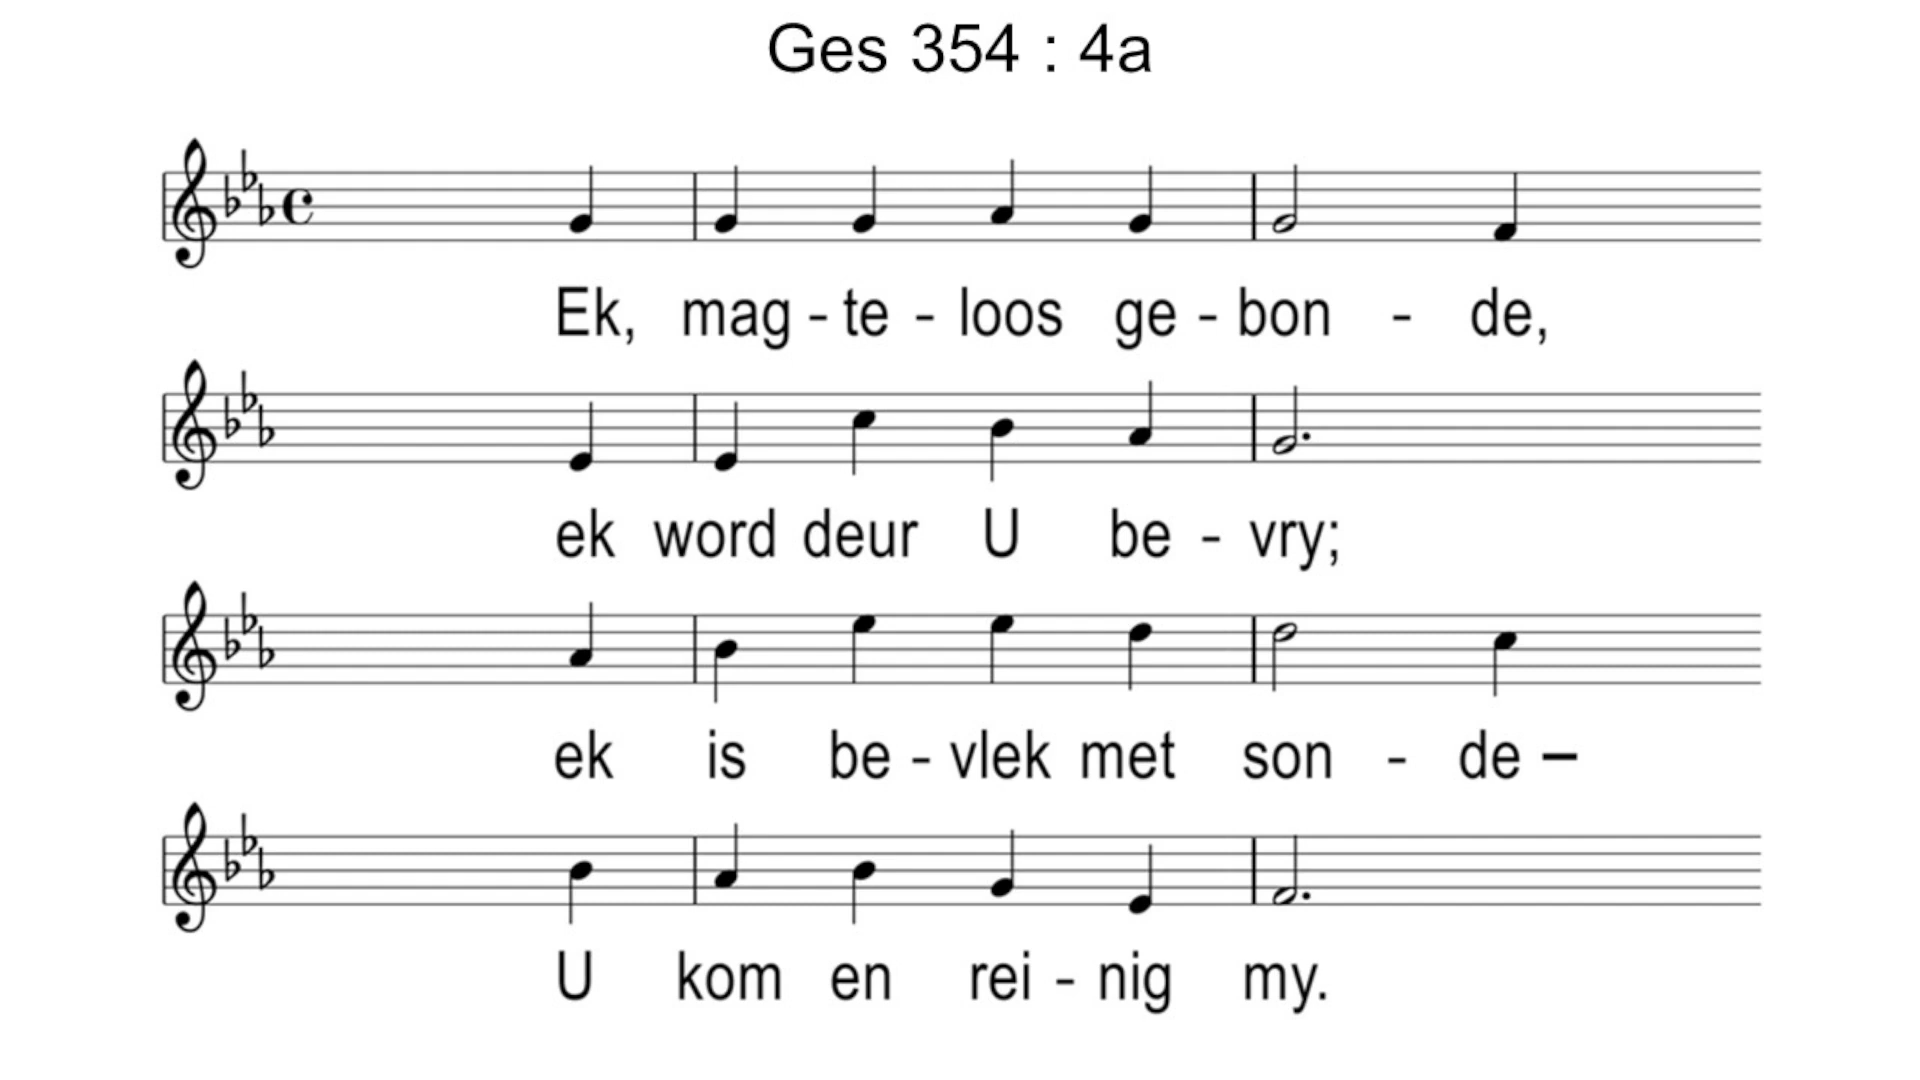 Ges 354 : 4a
Ek, mag - te - loos ge - bon - de,
ek word deur U be - vry;
ek is be - vlek met son - de –
U kom en rei - nig my.